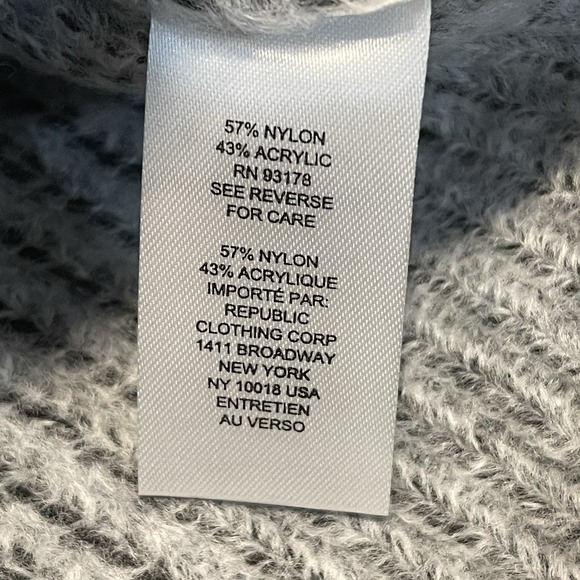 57% NYLON
43% ACRYLIC
RN 93178
SEE REVERSE
FOR CARE
57% NYLON
43% ACRYLIQUE
IMPORTÉ PAR:
REPUBLIC
CLOTHING CORP
1411 BROADWAY
NEW YORK
NY 10018 USA
ENTRETIEN
AU VERSO